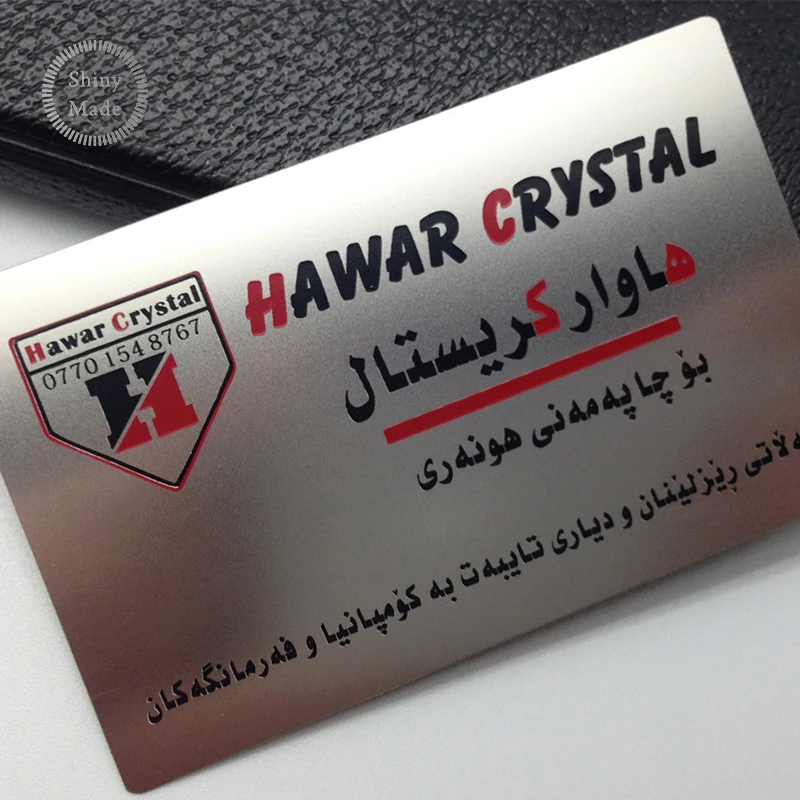 Shiny
Made
HAWAR CRYSTAL
هاوار کریستال
Hawar Crystal
0770 154 8767
H
بۆ چاپەمەنی هونەری
ڕێزلێنان و دیاری تایبەت بە کۆمپانیا و فەرمانگەکان